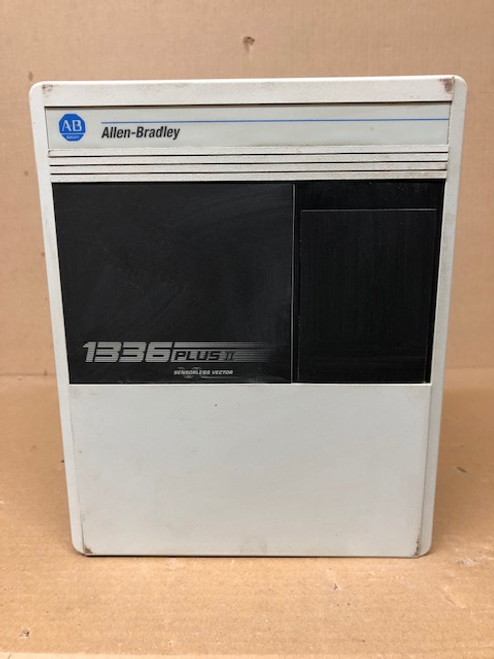 AB
Allen-Bradley
1336 PLUS II
SENSORLESS VECTOR